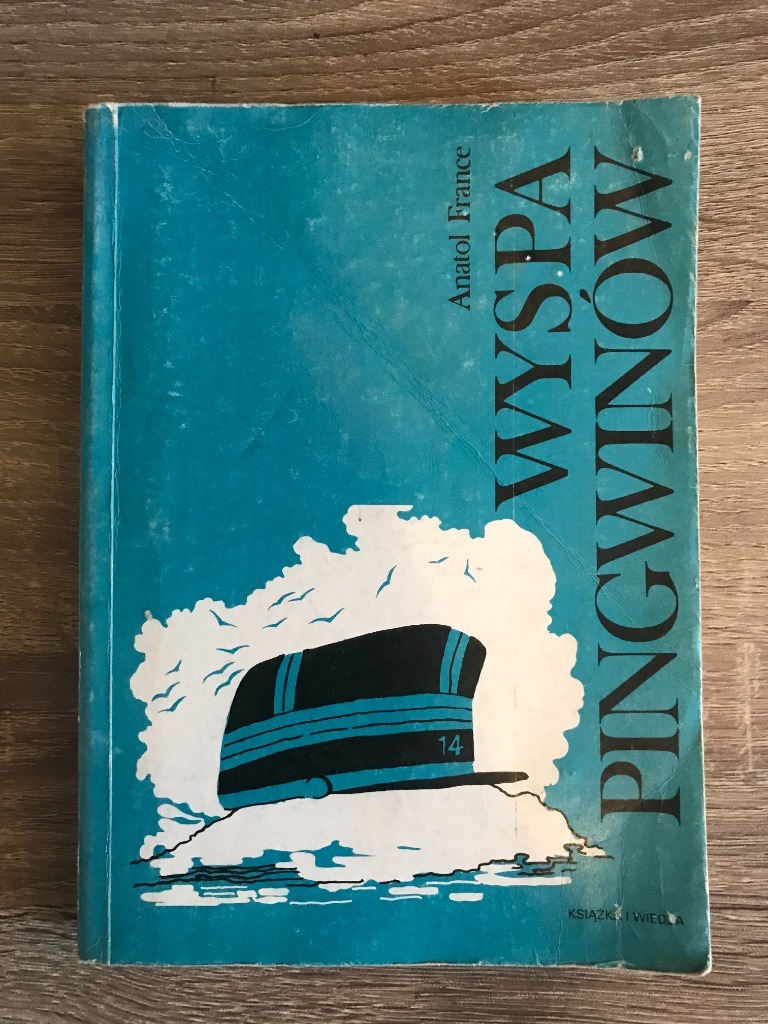 Anatol France
WYSPA
PINGWINÓW
14
KSIĄŻKA I WIEDZA